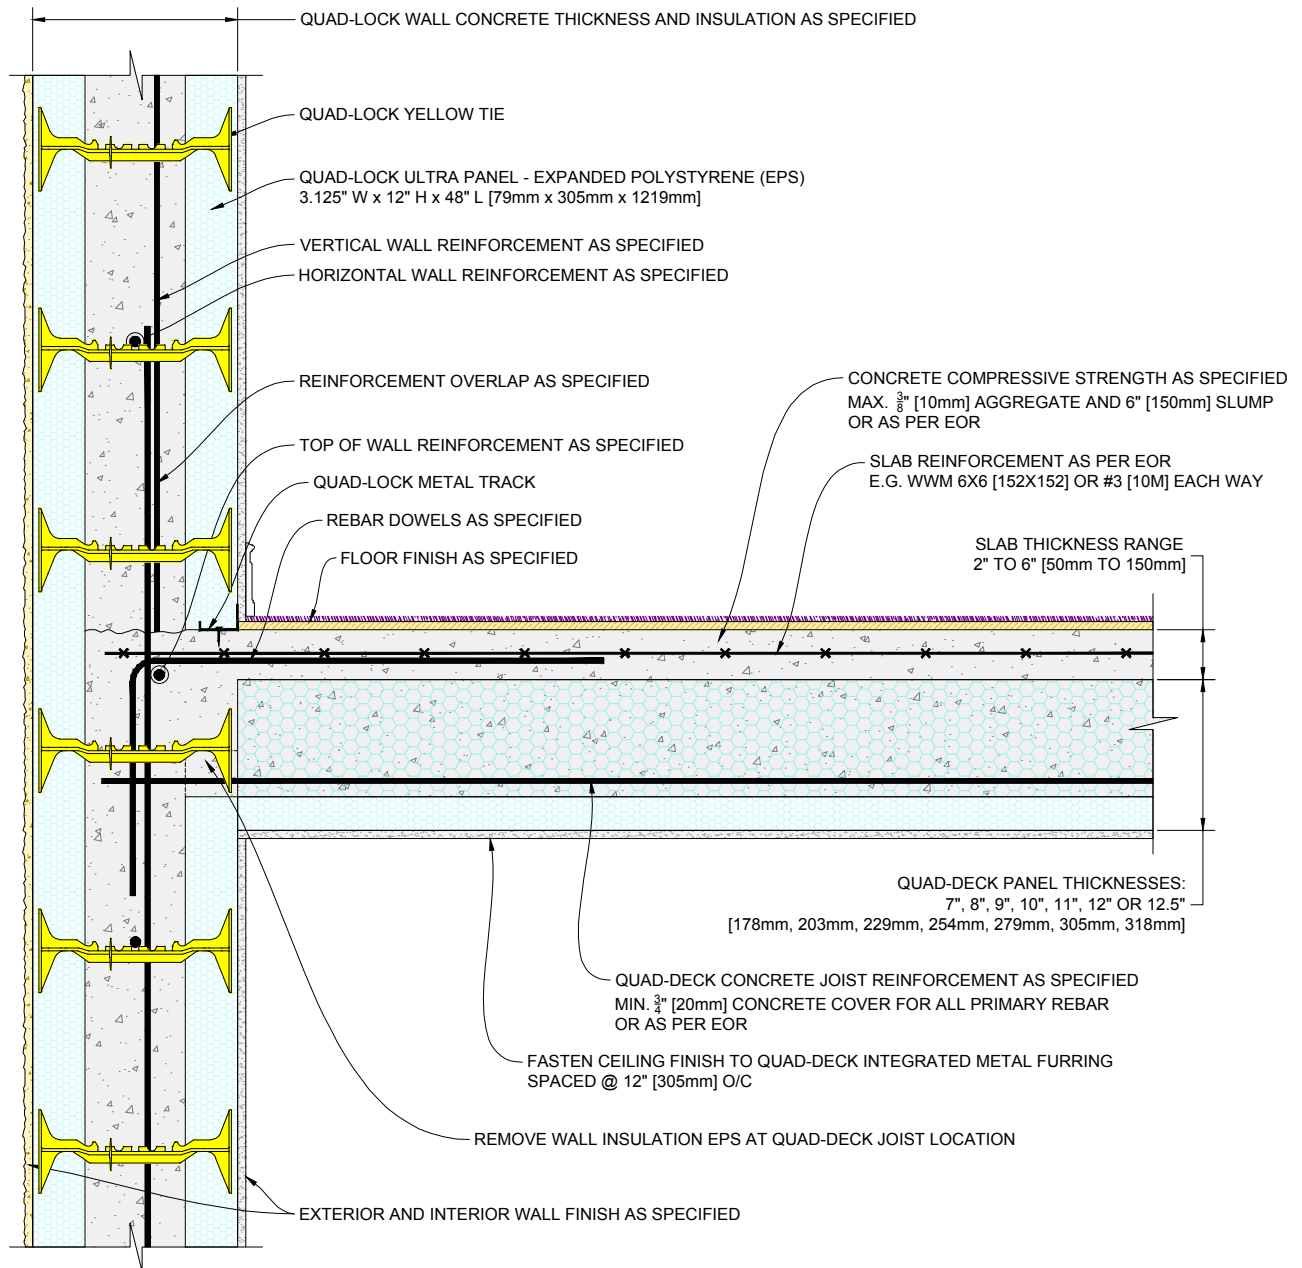 QUAD-LOCK WALL CONCRETE THICKNESS AND INSULATION AS SPECIFIED
QUAD-LOCK YELLOW TIE
QUAD-LOCK ULTRA PANEL - EXPANDED POLYSTYRENE (EPS)
3.125" W x 12" H x 48" L [79mm x 305mm x 1219mm]
VERTICAL WALL REINFORCEMENT AS SPECIFIED
HORIZONTAL WALL REINFORCEMENT AS SPECIFIED
REINFORCEMENT OVERLAP AS SPECIFIED
TOP OF WALL REINFORCEMENT AS SPECIFIED
QUAD-LOCK METAL TRACK
REBAR DOWELS AS SPECIFIED
FLOOR FINISH AS SPECIFIED
CONCRETE COMPRESSIVE STRENGTH AS SPECIFIED
MAX. 3/8" [10mm] AGGREGATE AND 6" [150mm] SLUMP
OR AS PER EOR
SLAB REINFORCEMENT AS PER EOR
E.G. WWM 6X6 [152X152] OR #3 [10M] EACH WAY
SLAB THICKNESS RANGE
2" TO 6" [50mm TO 150mm]
QUAD-DECK PANEL THICKNESSES:
7", 8", 9", 10", 11", 12" OR 12.5"
[178mm, 203mm, 229mm, 254mm, 279mm, 305mm, 318mm]
QUAD-DECK CONCRETE JOIST REINFORCEMENT AS SPECIFIED
MIN. 3/4" [20mm] CONCRETE COVER FOR ALL PRIMARY REBAR
OR AS PER EOR
FASTEN CEILING FINISH TO QUAD-DECK INTEGRATED METAL FURRING
SPACED @ 12" [305mm] O/C
REMOVE WALL INSULATION EPS AT QUAD-DECK JOIST LOCATION
EXTERIOR AND INTERIOR WALL FINISH AS SPECIFIED